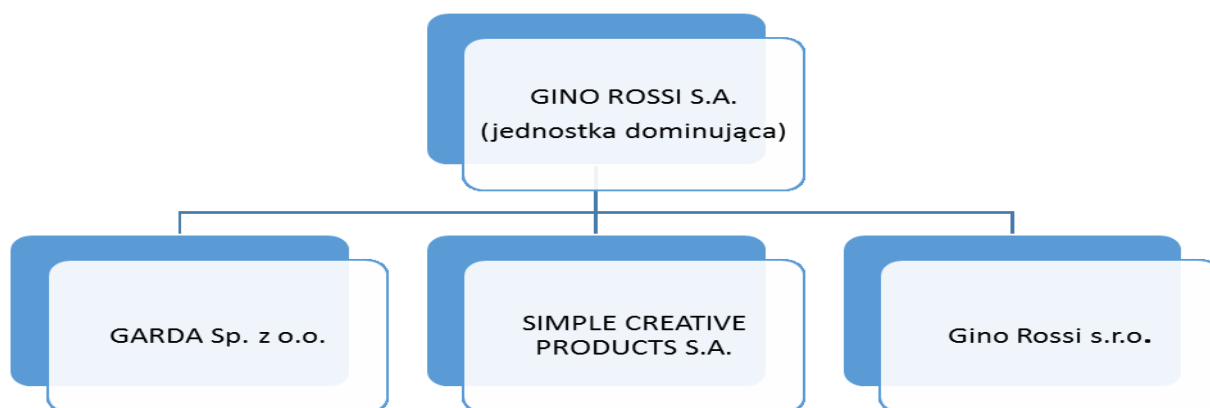 GINO ROSSI S.A.
(jednostka dominująca)
GARDA Sp. z o.o.
SIMPLE CREATIVE
PRODUCTS S.A.
Gino Rossi s.r.o.